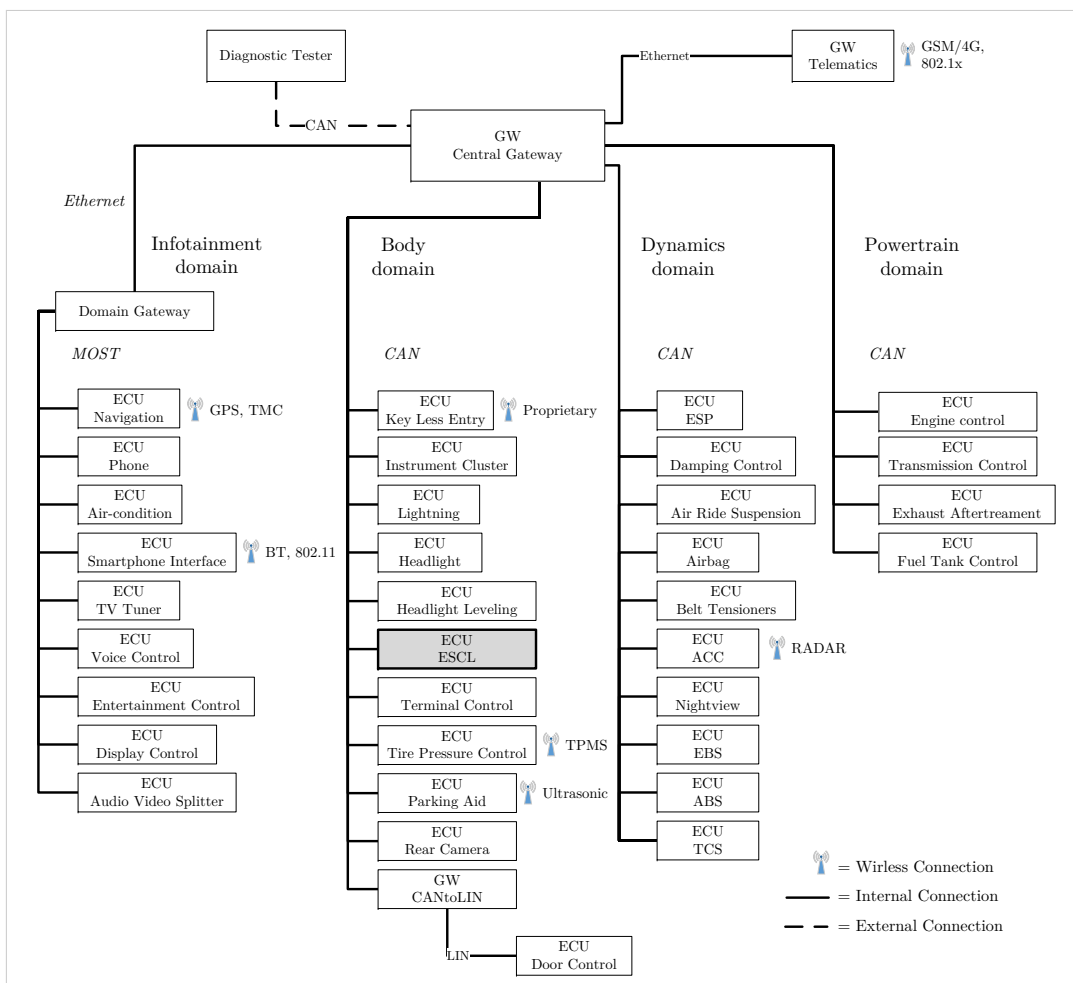 Diagnostic Tester
Ethernet
GW
Telematics
GSM/4G,
802.1x
CAN
GW
Central Gateway
Ethernet
Infotainment
domain
Body
domain
Dynamics
domain
Powertrain
domain
Domain Gateway
MOST
CAN
CAN
CAN
ECU
Navigation
GPS, TMC
ECU
Phone
ECU
Air-condition
ECU
Smartphone Interface
BT, 802.11
ECU
TV Tuner
ECU
Voice Control
ECU
Entertainment Control
ECU
Display Control
ECU
Audio Video Splitter
ECU
Key Less Entry
Proprietary
ECU
Instrument Cluster
ECU
Lightning
ECU
Headlight
ECU
Headlight Leveling
ECU
ESCL
ECU
Terminal Control
ECU
Tire Pressure Control
TPMS
ECU
Parking Aid
Ultrasonic
ECU
Rear Camera
GW
CANtoLIN
LIN
ECU
Door Control
ECU
ESP
ECU
Damping Control
ECU
Air Ride Suspension
ECU
Airbag
ECU
Belt Tensioners
ECU
ACC
RADAR
ECU
Nightview
ECU
EBS
ECU
ABS
ECU
TCS
ECU
Engine control
ECU
Transmission Control
ECU
Exhaust Aftertreament
ECU
Fuel Tank Control
= Wirless Connection
= Internal Connection
= External Connection